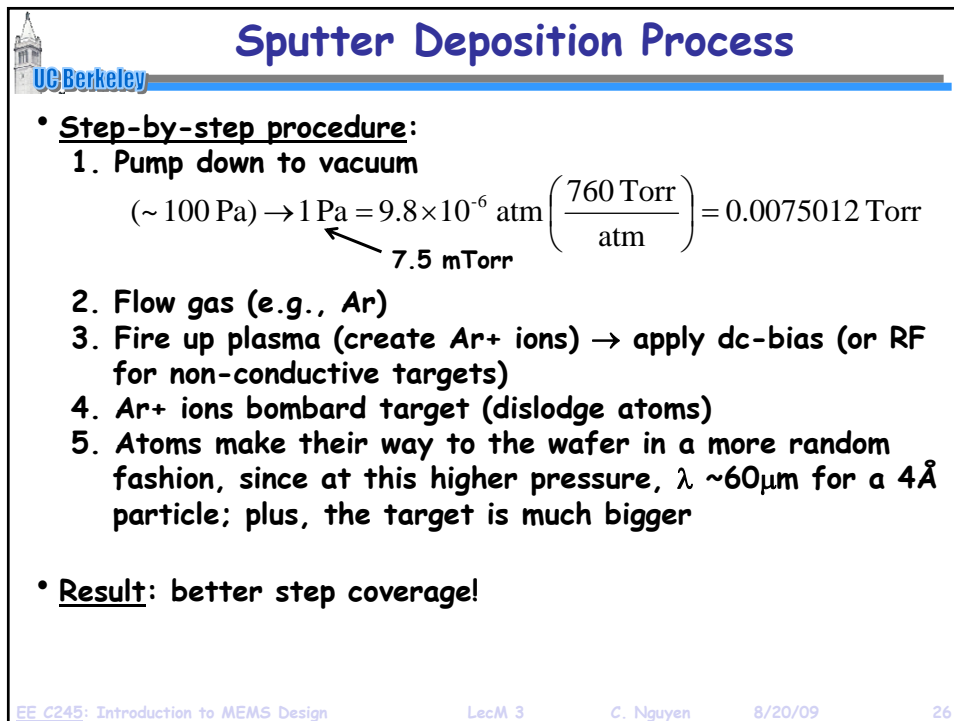 Sputter Deposition Process
UC Berkeley
• Step-by-step procedure:
1. Pump down to vacuum
(~ 100 Pa) → 1 Pa = 9.8×10⁻⁶ atm (760 Torr / atm) = 0.0075012 Torr
7.5 mTorr
2. Flow gas (e.g., Ar)
3. Fire up plasma (create Ar+ ions) → apply dc-bias (or RF
for non-conductive targets)
4. Ar+ ions bombard target (dislodge atoms)
5. Atoms make their way to the wafer in a more random
fashion, since at this higher pressure, λ ~60μm for a 4Å
particle; plus, the target is much bigger
• Result: better step coverage!
EE C245: Introduction to MEMS Design LecM 3 C. Nguyen 8/20/09 26